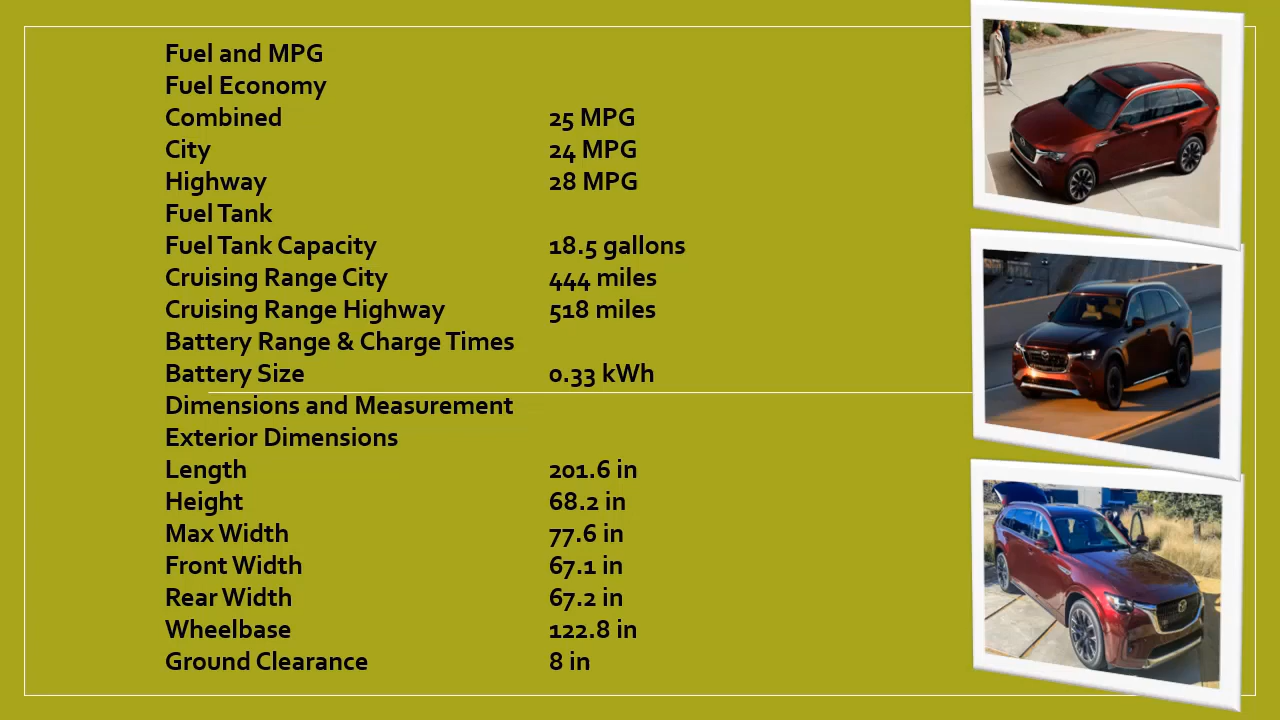 Fuel and MPG
Fuel Economy
Combined 25 MPG
City 24 MPG
Highway 28 MPG
Fuel Tank
Fuel Tank Capacity 18.5 gallons
Cruising Range City 444 miles
Cruising Range Highway 518 miles
Battery Range & Charge Times
Battery Size 0.33 kWh
Dimensions and Measurement
Exterior Dimensions
Length 201.6 in
Height 68.2 in
Max Width 77.6 in
Front Width 67.1 in
Rear Width 67.2 in
Wheelbase 122.8 in
Ground Clearance 8 in